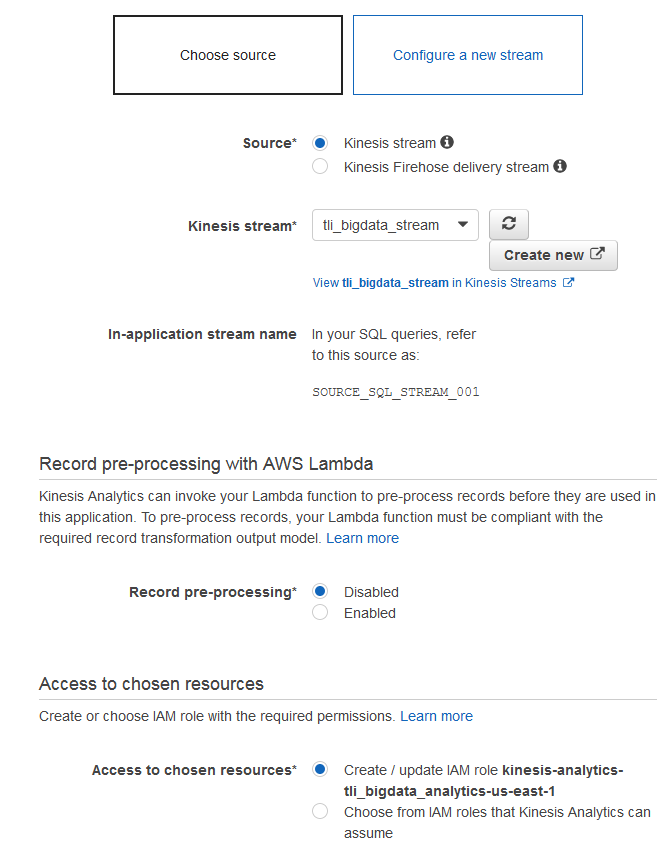 Choose source
Configure a new stream
Source*
Kinesis stream
Kinesis Firehose delivery stream
Kinesis stream*
tli_bigdata_stream
Create new
View tli_bigdata_stream in Kinesis Streams
In-application stream name
In your SQL queries, refer
to this source as:
SOURCE_SQL_STREAM_001
Record pre-processing with AWS Lambda
Kinesis Analytics can invoke your Lambda function to pre-process records before they are used in
this application. To pre-process records, your Lambda function must be compliant with the
required record transformation output model. Learn more
Record pre-processing*
Disabled
Enabled
Access to chosen resources
Create or choose IAM role with the required permissions. Learn more
Access to chosen resources*
Create / update IAM role kinesis-analytics-
tli_bigdata_analytics-us-east-1
Choose from IAM roles that Kinesis Analytics can
assume